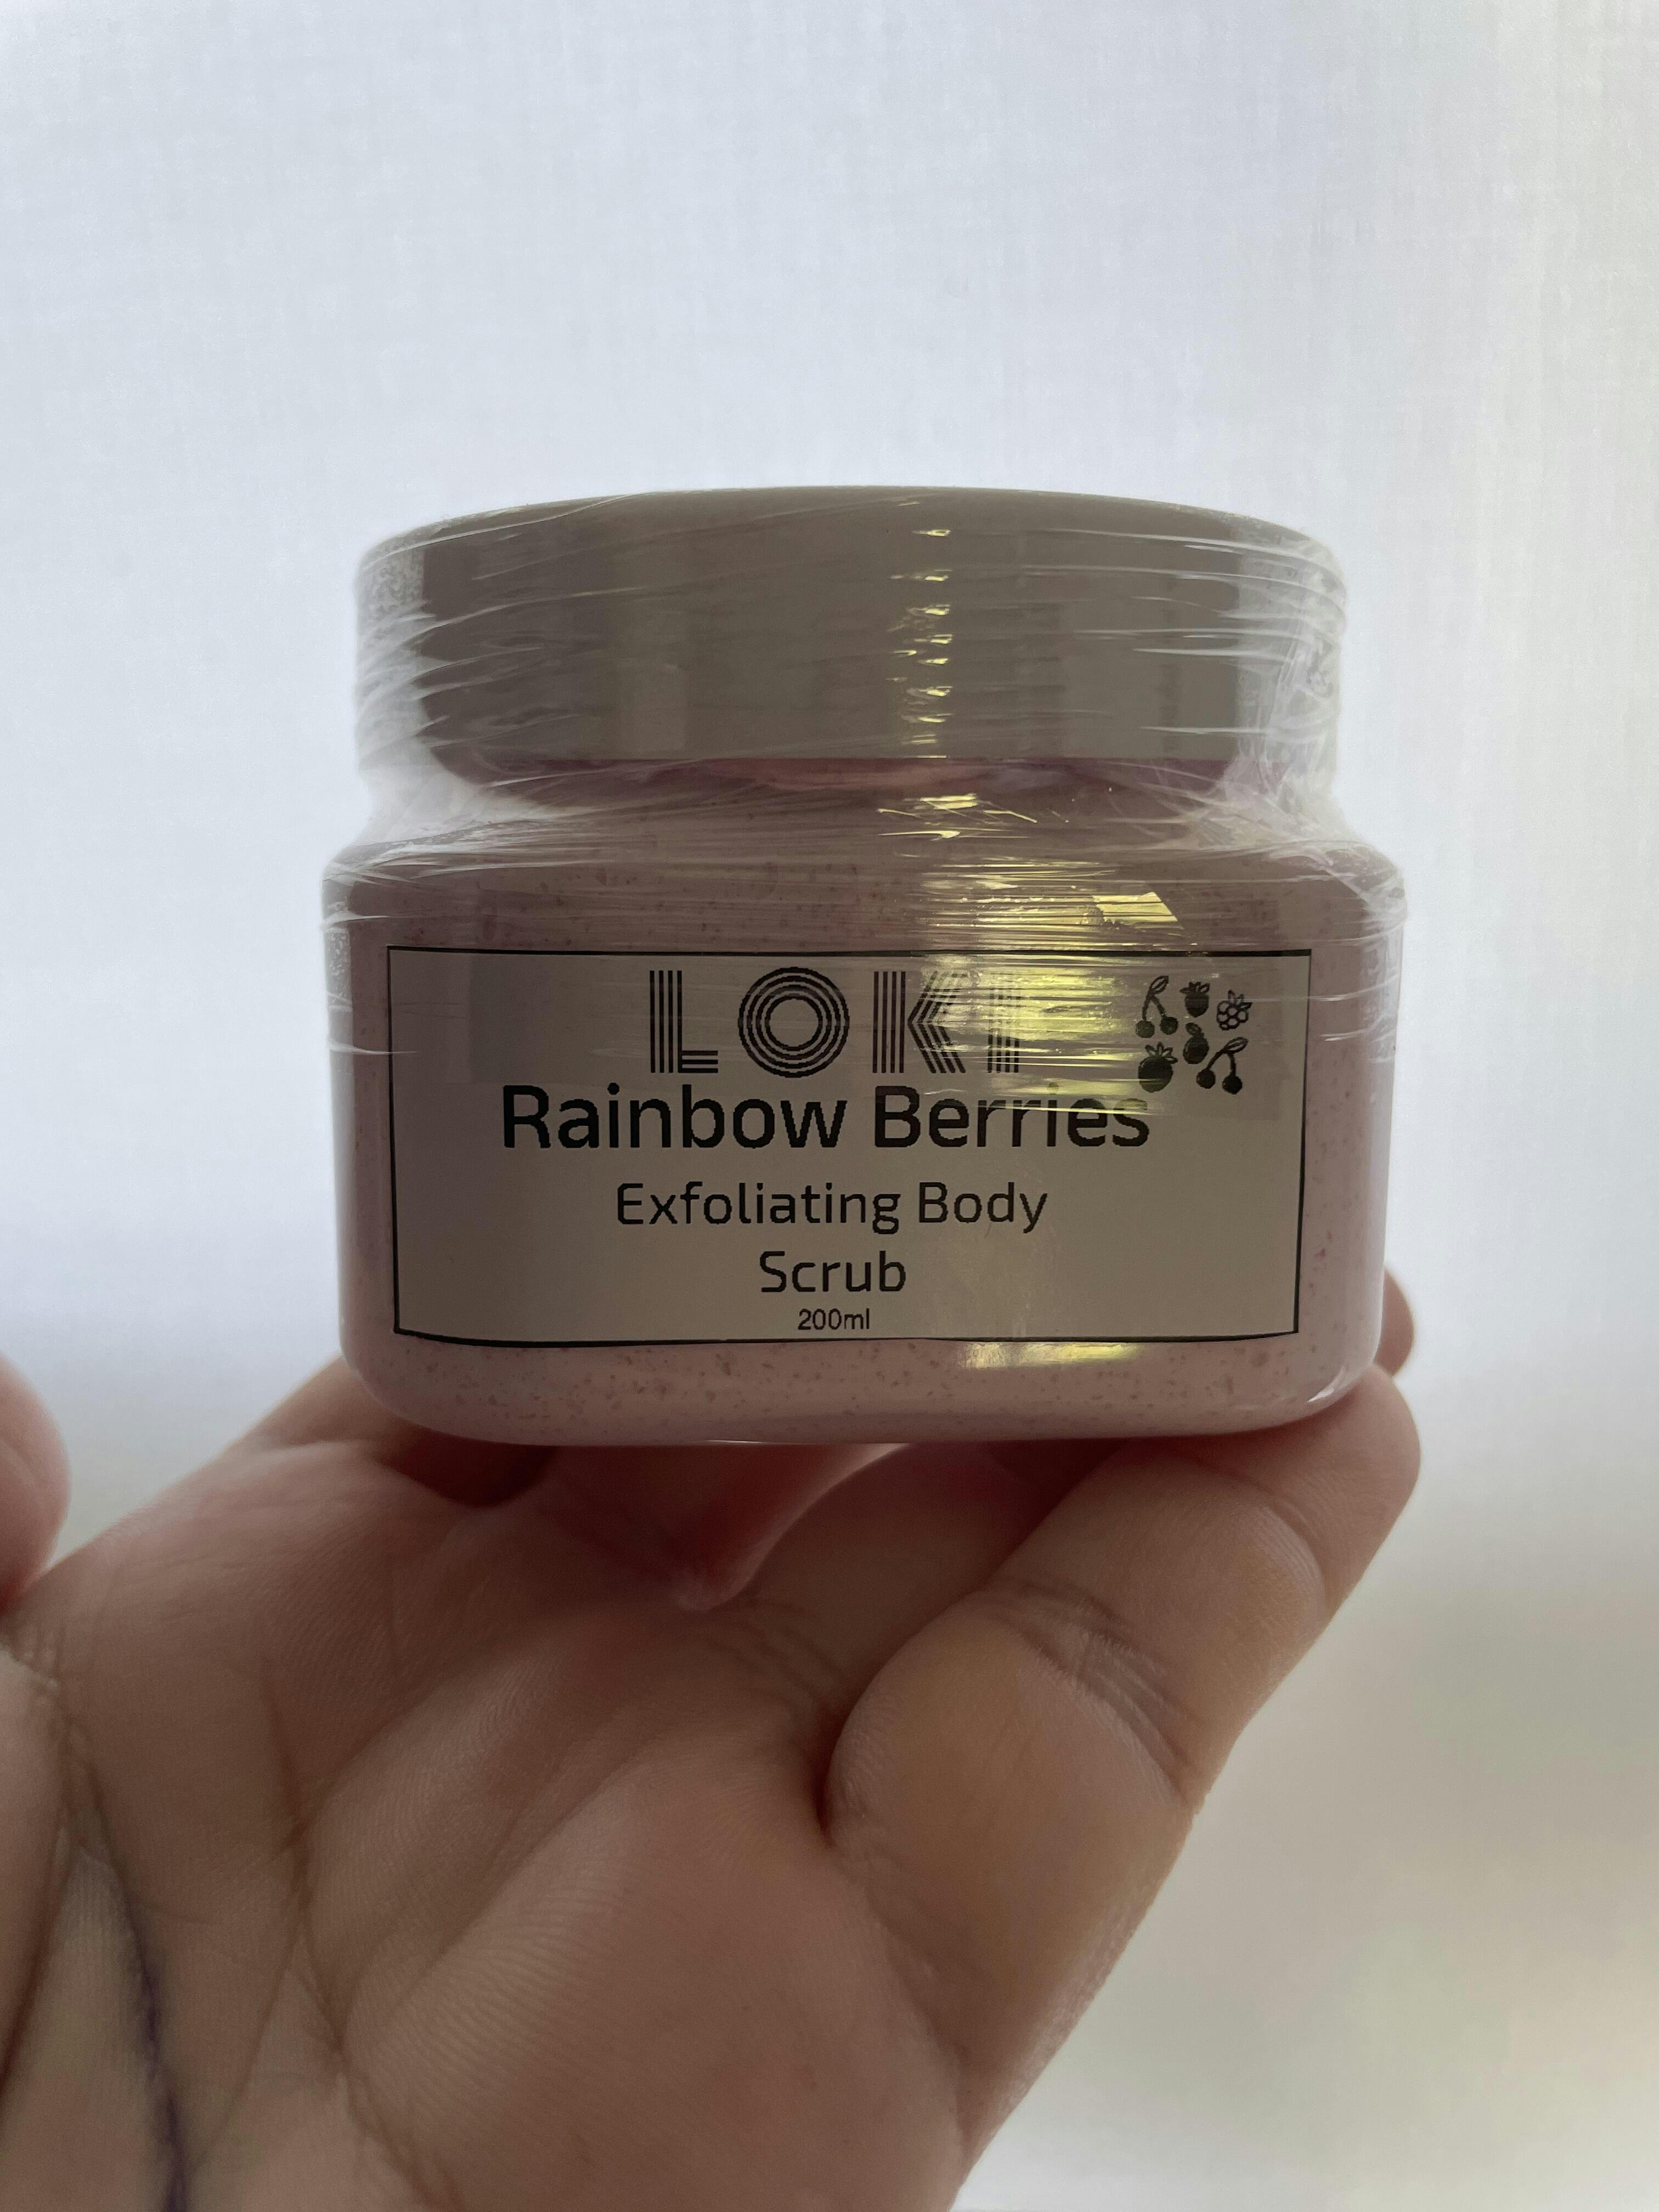 LOKI
Rainbow Berries
Exfoliating Body
Scrub
200ml